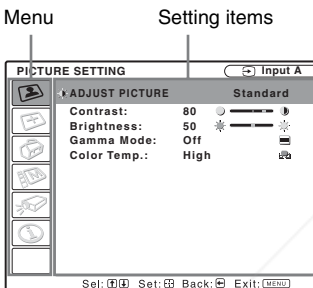 Menu Setting items
PICTURE SETTING Input A
ADJUST PICTURE Standard
Contrast: 80
Brightness: 50
Gamma Mode: Off
Color Temp.: High
Sel: Set: Back: Exit: MENU